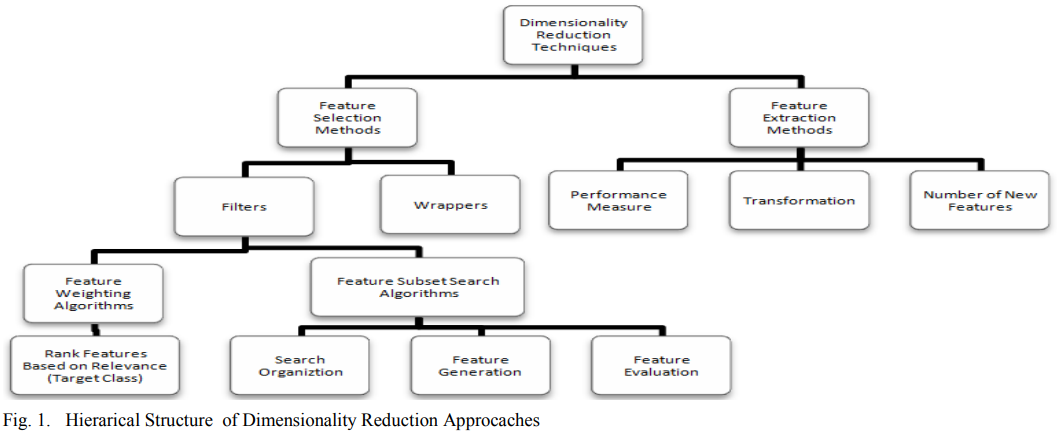 Dimensionality
Reduction
Techniques
Feature
Selection
Methods
Feature
Extraction
Methods
Filters
Wrappers
Performance
Measure
Transformation
Number of New
Features
Feature
Weighting
Algorithms
Feature Subset Search
Algorithms
Rank Features
Based on Relevance
(Target Class)
Search
Organiztion
Feature
Generation
Feature
Evaluation
Fig. 1. Hierarical Structure of Dimensionality Reduction Approcaches